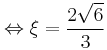 ⇔ ξ = 2√6/3